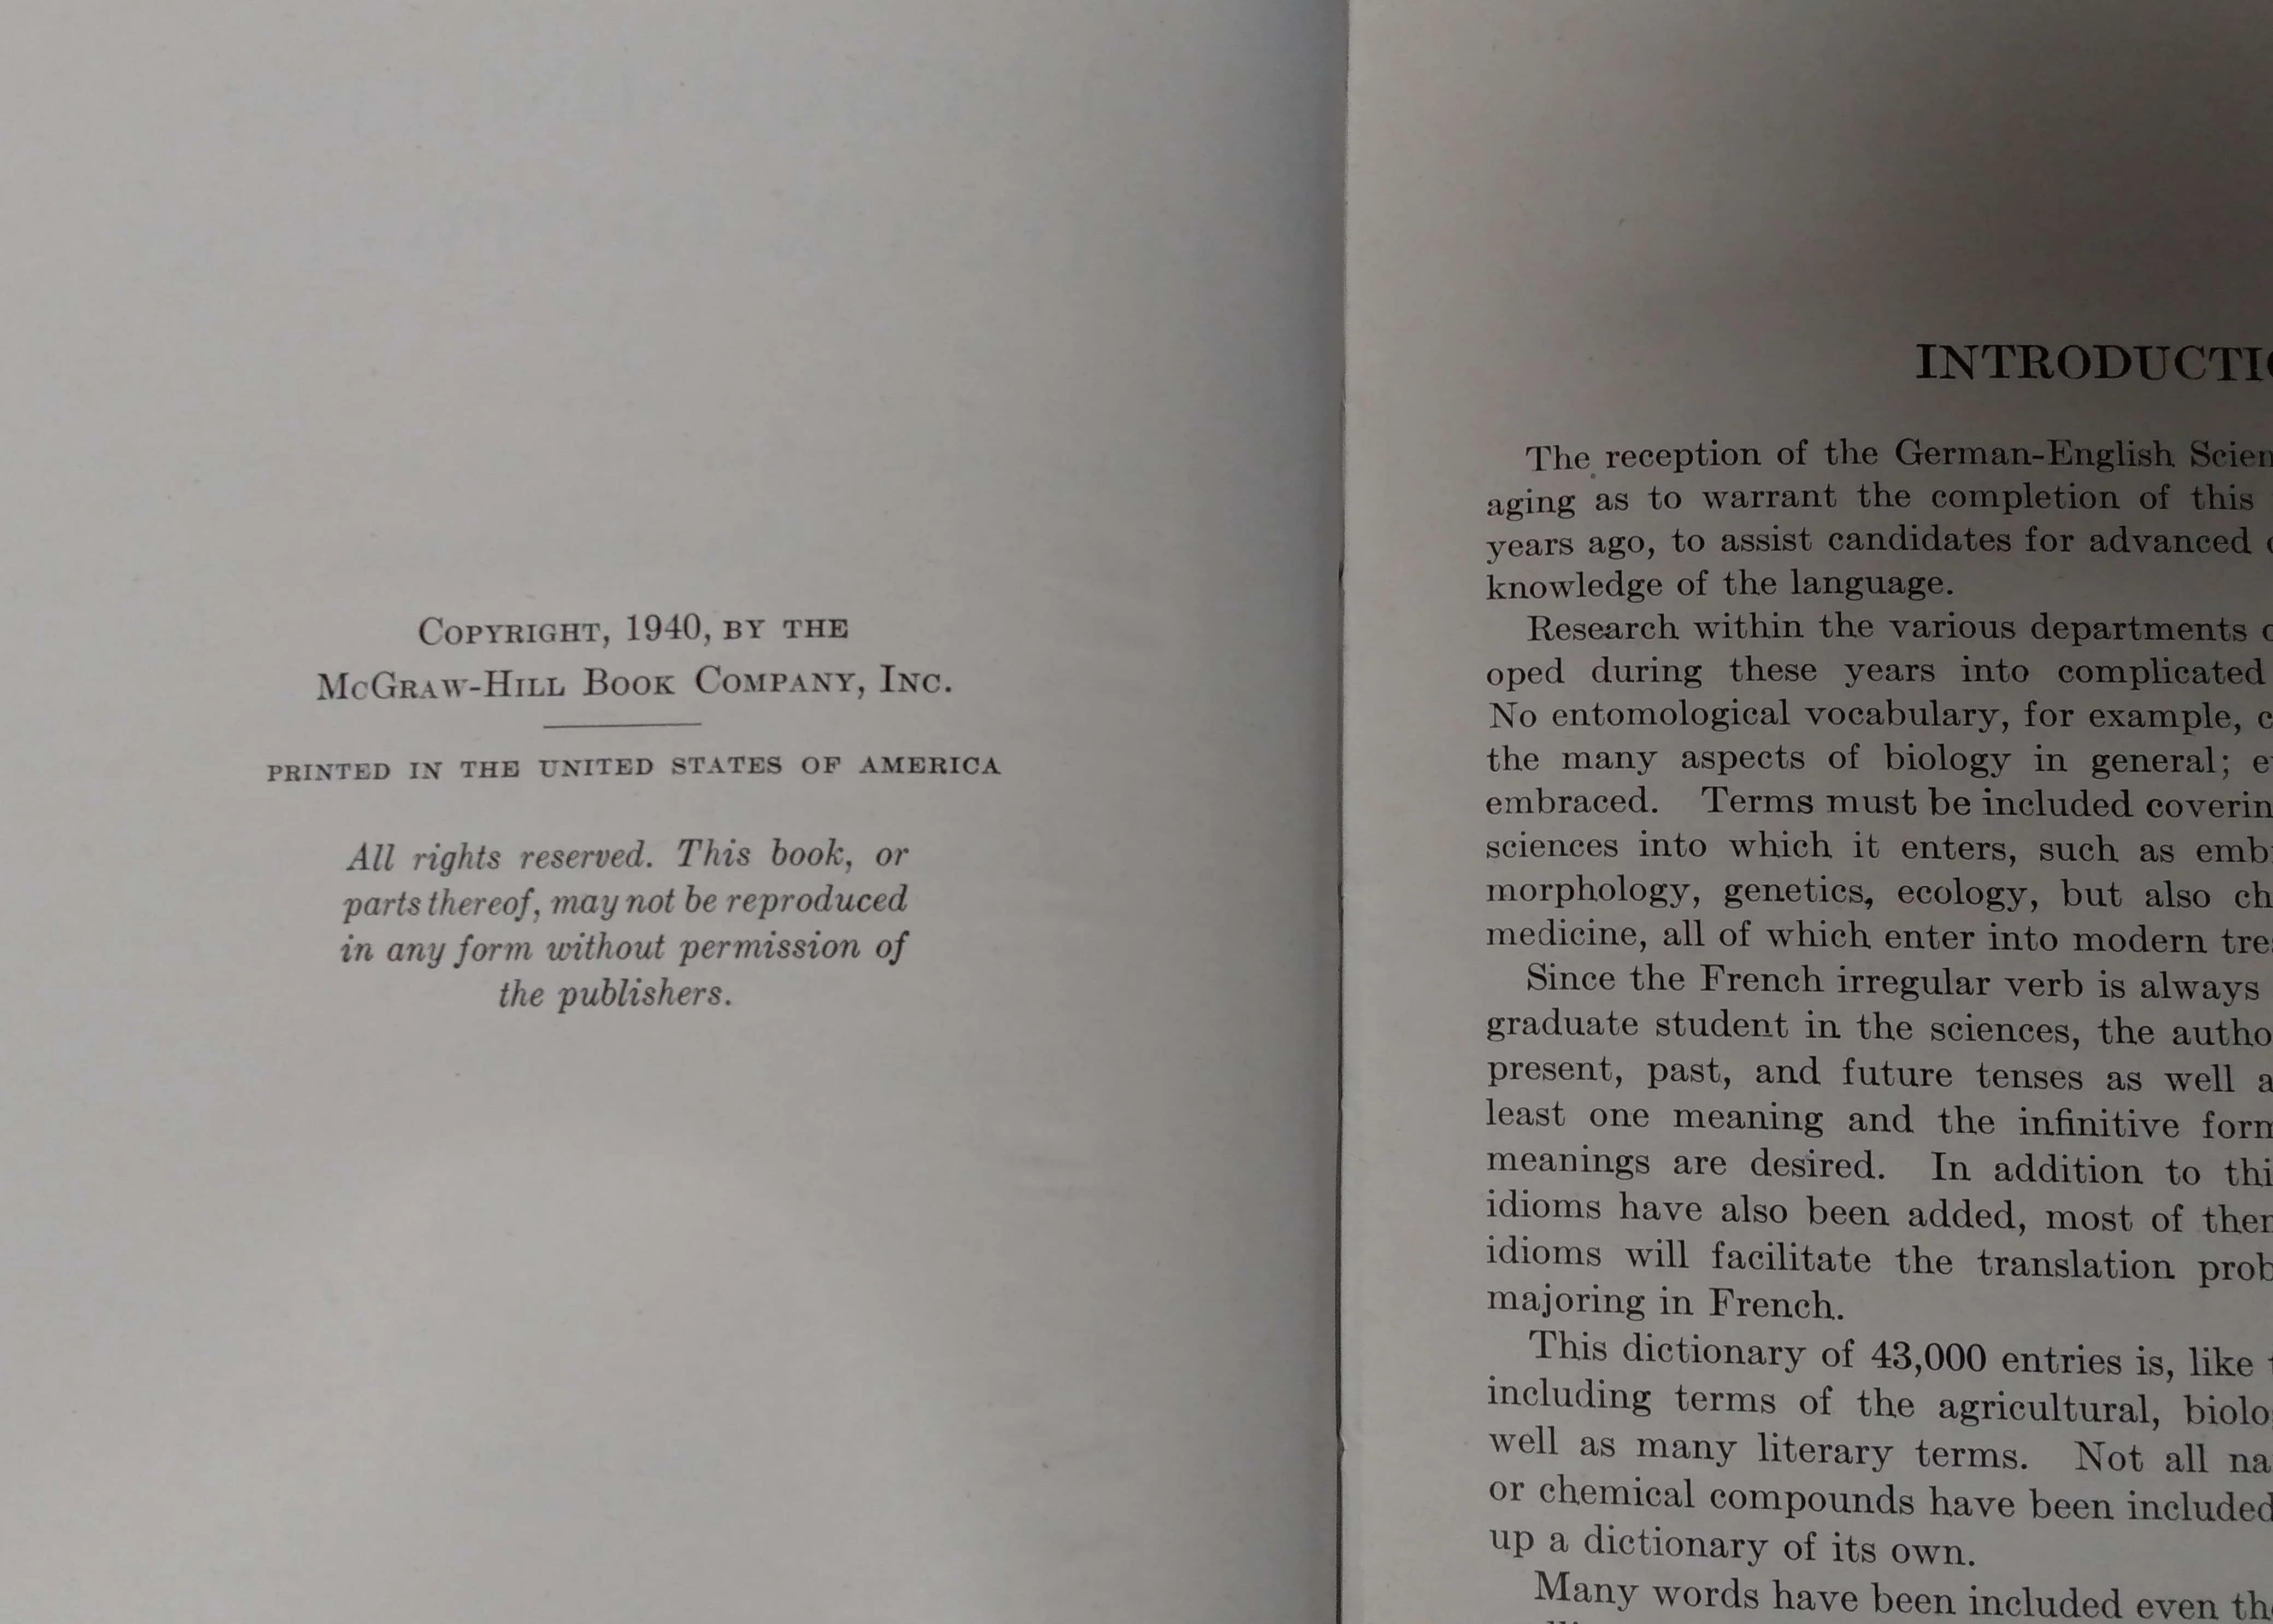 COPYRIGHT, 1940, BY THE
MCGRAW-HILL BOOK COMPANY, INC.
PRINTED IN THE UNITED STATES OF AMERICA
All rights reserved. This book, or
parts thereof, may not be reproduced
in any form without permission of
the publishers.
The reception of the German-English
aging as to warrant the completion of this
years ago, to assist candidates for advanced
knowledge of the language.
Research within the various departments
oped during these years into complicated
No entomological vocabulary, for example,
the many aspects of biology in general;
embraced. Terms must be included
sciences into which it enters, such as
morphology, genetics, ecology, but also
medicine, all of which enter into modern
Since the French irregular verb is always
graduate student in the sciences, the
present, past, and future tenses as well
least one meaning and the infinitive
meanings are desired. In addition to
idioms have also been added, most of
idioms will facilitate the translation
majoring in French.
This dictionary of 43,000 entries is, like
including terms of the agricultural,
well as many literary terms. Not all
or chemical compounds have been included
up a dictionary of its own.
Many words have been included even